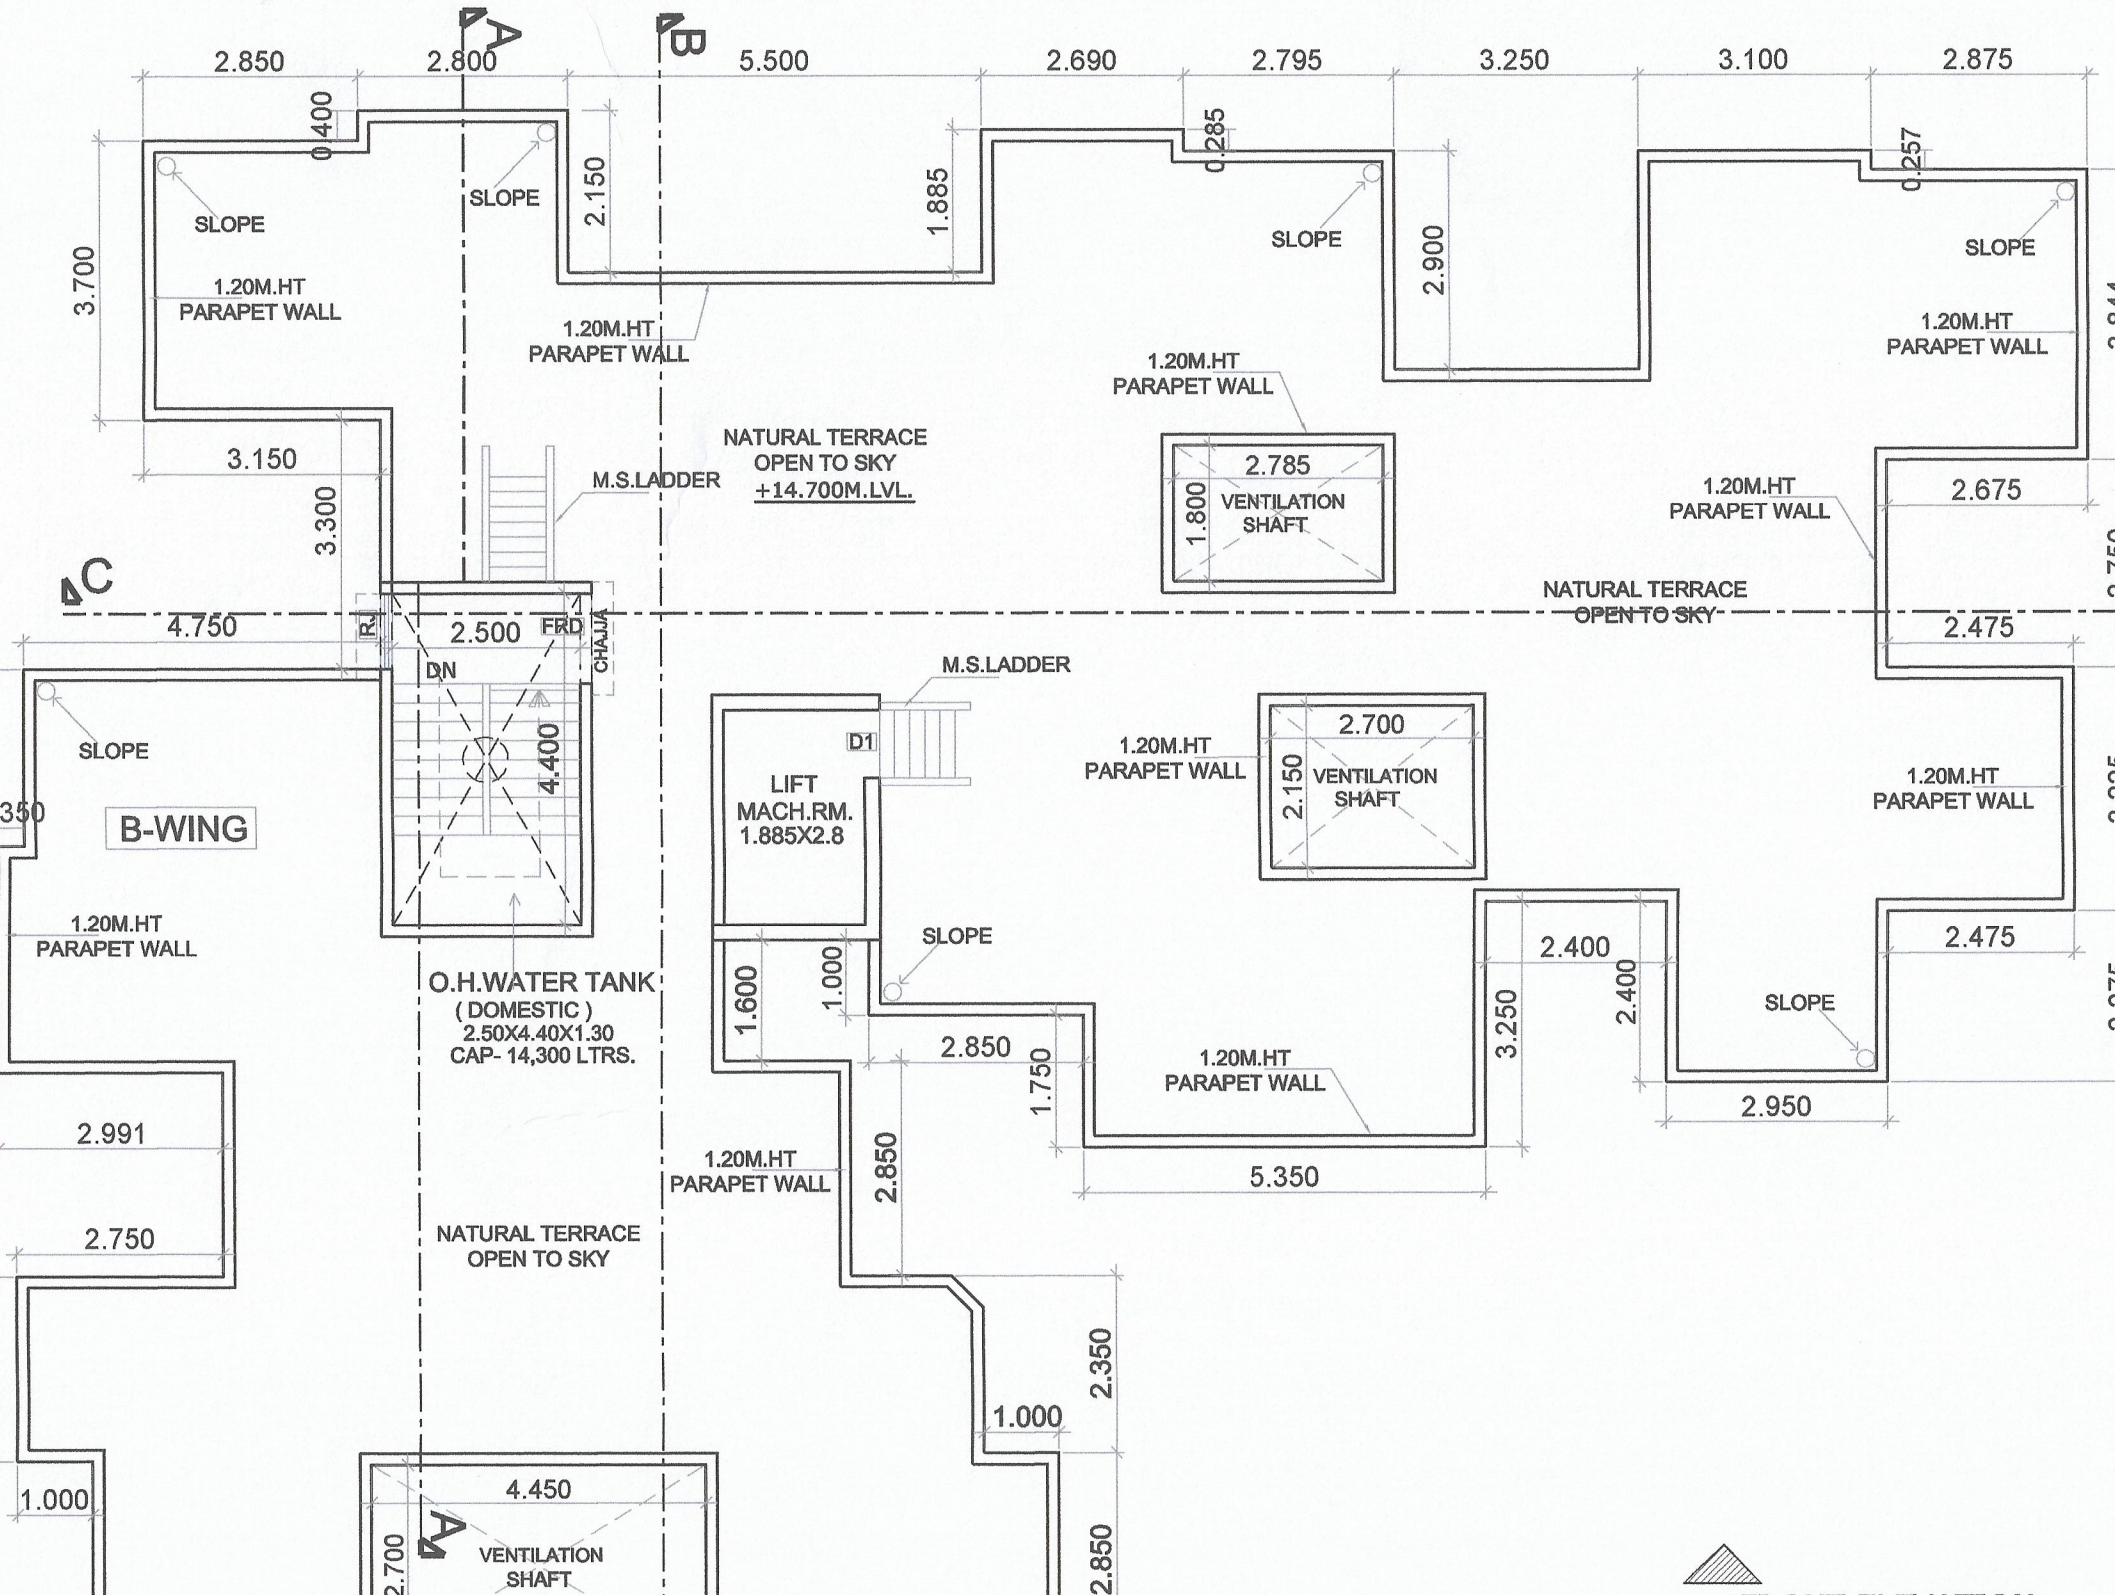 A
B
2.850
2.800
5.500
2.690
2.795
3.250
3.100
2.875
0.400
2.150
1.885
0.285
0.257
SLOPE
SLOPE
SLOPE
SLOPE
3.700
2.900
1.20M.HT
PARAPET WALL
1.20M.HT
PARAPET WALL
1.20M.HT
PARAPET WALL
1.20M.HT
PARAPET WALL
3.150
3.300
NATURAL TERRACE
OPEN TO SKY
+14.700M.LVL.
M.S.LADDER
2.785
1.800
VENTILATION
SHAFT
1.20M.HT
PARAPET WALL
2.675
C
NATURAL TERRACE
OPEN TO SKY
4.750
RJ
2.500
FRD
CHAJJA
DN
2.475
M.S.LADDER
SLOPE
4.400
D1
LIFT
MACH.RM.
1.885X2.8
1.20M.HT
PARAPET WALL
2.700
2.150
VENTILATION
SHAFT
1.20M.HT
PARAPET WALL
350
B-WING
1.20M.HT
PARAPET WALL
SLOPE
2.400
2.475
O.H.WATER TANK
( DOMESTIC )
2.50X4.40X1.30
CAP- 14,300 LTRS.
1.600
1.000
2.400
3.250
SLOPE
2.850
1.750
1.20M.HT
PARAPET WALL
2.950
2.991
1.20M.HT
PARAPET WALL
2.850
5.350
2.750
NATURAL TERRACE
OPEN TO SKY
2.350
1.000
1.000
4.450
A
2.700
VENTILATION
SHAFT
2.850